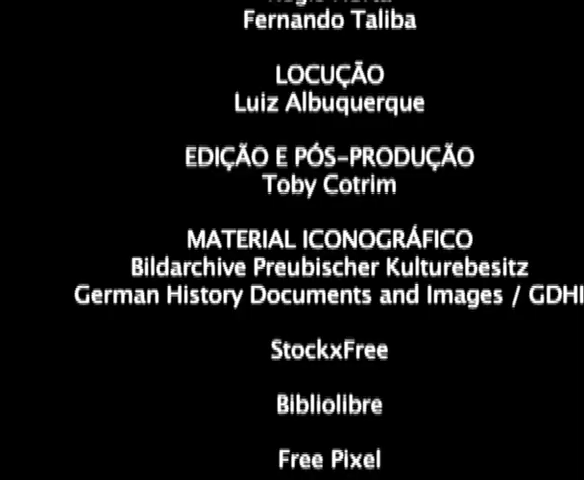 Fernando Taliba
LOCUÇÃO
Luiz Albuquerque
EDIÇÃO E PÓS-PRODUÇÃO
Toby Cotrim
MATERIAL ICONOGRÁFICO
Bildarchive Preubischer Kulturebesitz
German History Documents and Images / GDHI
StockxFree
Bibliolibre
Free Pixel